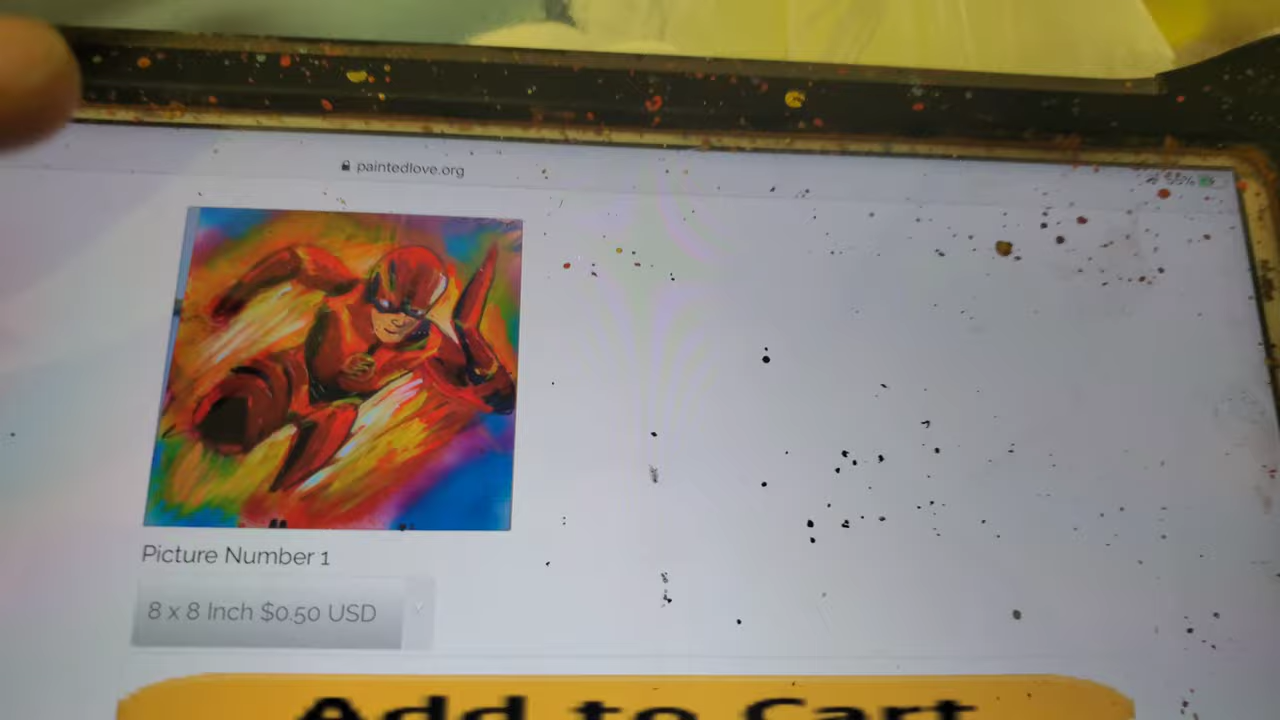 paintedlove.org
Picture Number 1
8 x 8 Inch $0.50 USD
Add to Cart